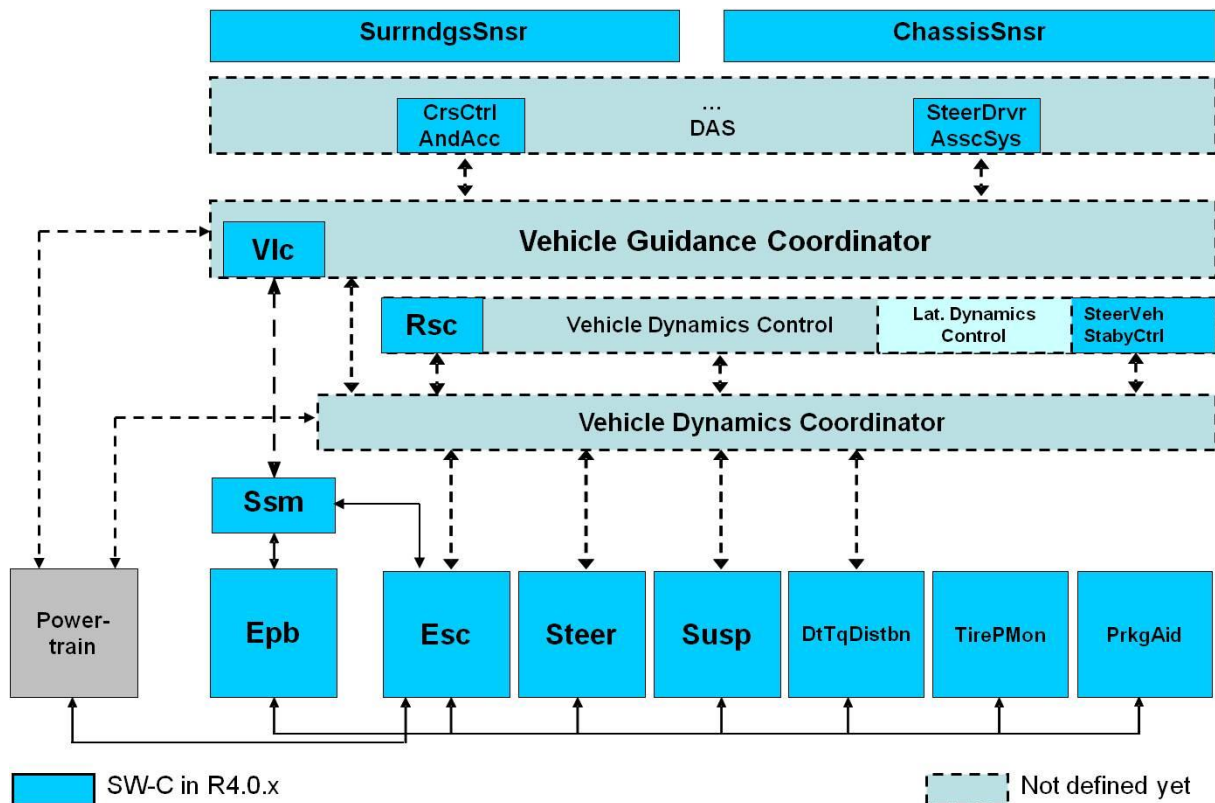 SurrndgsSnsr
ChassisSnsr
CrsCtrl
AndAcc
...
DAS
SteerDrvr
AsscSys
Vlc
Vehicle Guidance Coordinator
Rsc
Vehicle Dynamics Control
Lat. Dynamics
Control
SteerVeh
StabyCtrl
Vehicle Dynamics Coordinator
Ssm
Power-
train
Epb
Esc
Steer
Susp
DtTqDistbn
TirePMon
PrkgAid
SW-C in R4.0.x
Not defined yet